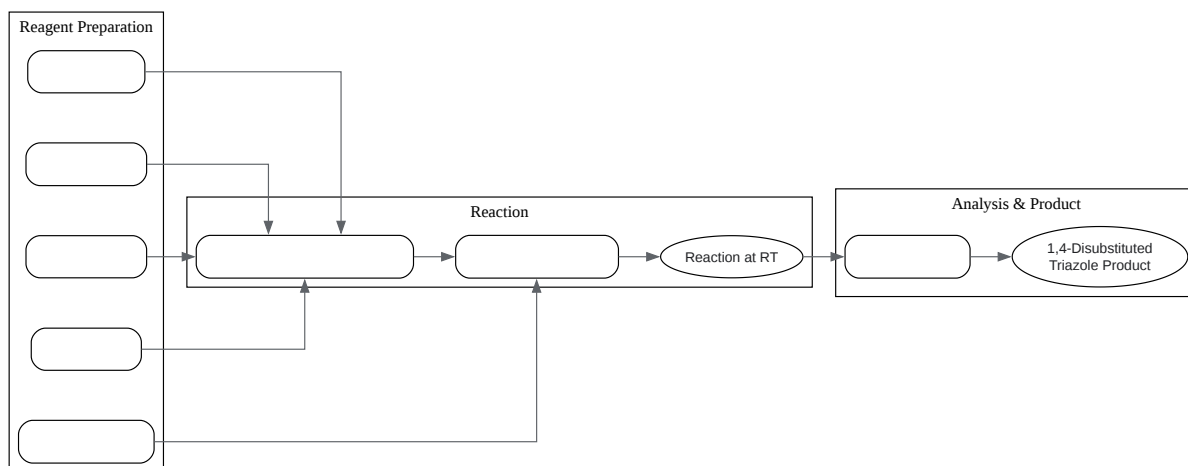 Reagent Preparation
Reaction
Reaction at RT
Analysis & Product
1,4-Disubstituted
Triazole Product